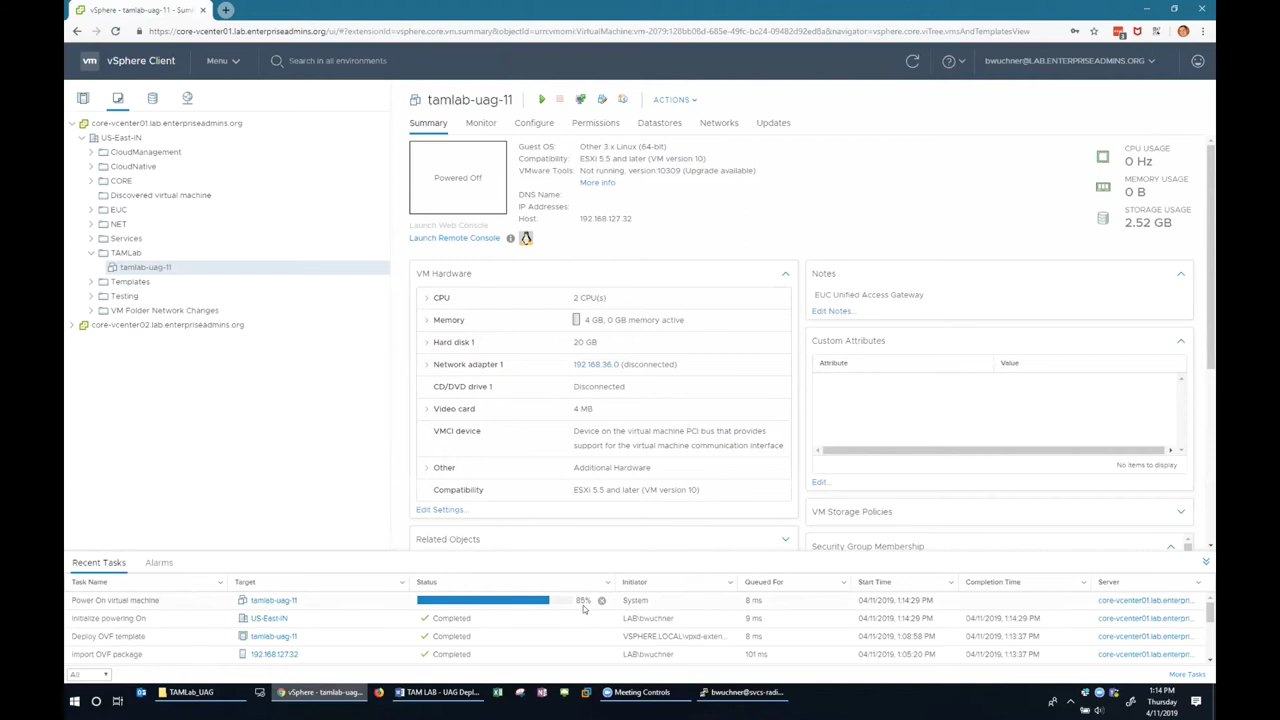 vSphere - tamlab-uag-11 - Summ
https://core-vcenter01.lab.enterpriseadmins.org/ui/#?extensionId=vsphere.core.vm.summary&objectId=urn:vmomi:VirtualMachine:vm-2079:128bb08d-568e-49fc-bc24-09482d92ed8a&navigator=vsphere.core.viTree.vmsAndTemplatesView
vm vSphere Client Menu Search in all environments bwuchner@LAB.ENTERPRISEADMINS.ORG
core-vcenter01.lab.enterpriseadmins.org
US-East-IN
CloudManagement
CloudNative
CORE
Discovered virtual machine
EUC
NET
Services
TAMLab
tamlab-uag-11
Templates
Testing
VM Folder Network Changes
core-vcenter02.lab.enterpriseadmins.org
tamlab-uag-11 ACTIONS
Summary Monitor Configure Permissions Datastores Networks Updates
Powered Off
Launch Web Console
Launch Remote Console
Guest OS: Other 3.x Linux (64-bit)
Compatibility: ESXi 5.5 and later (VM version 10)
VMware Tools: Not running, version:10309 (Upgrade available)
More info
DNS Name:
IP Addresses:
Host: 192.168.127.32
CPU USAGE
0 Hz
MEMORY USAGE
0 B
STORAGE USAGE
2.52 GB
VM Hardware
CPU 2 CPU(s)
Memory 4 GB, 0 GB memory active
Hard disk 1 20 GB
Network adapter 1 192.168.36.0 (disconnected)
CD/DVD drive 1 Disconnected
Video card 4 MB
VMCI device Device on the virtual machine PCI bus that provides
support for the virtual machine communication interface
Other Additional Hardware
Compatibility ESXi 5.5 and later (VM version 10)
Edit Settings...
Related Objects
Notes
EUC Unified Access Gateway
Edit Notes...
Custom Attributes
Attribute Value
No items to display
Edit...
VM Storage Policies
Security Group Membership
Recent Tasks Alarms
Task Name Target Status Initiator Queued For Start Time Completion Time Server
Power On virtual machine tamlab-uag-11 85% System 8 ms 04/11/2019, 1:14:29 PM core-vcenter01.lab.enterpri...
Initialize powering On US-East-IN Completed LAB\bwuchner 9 ms 04/11/2019, 1:14:29 PM 04/11/2019, 1:14:29 PM core-vcenter01.lab.enterpri...
Deploy OVF template tamlab-uag-11 Completed VSPHERE.LOCAL\vpxd-exten... 5 ms 04/11/2019, 1:08:58 PM 04/11/2019, 1:13:37 PM core-vcenter01.lab.enterpri...
Import OVF package 192.168.127.32 Completed LAB\bwuchner 101 ms 04/11/2019, 1:05:20 PM 04/11/2019, 1:13:37 PM core-vcenter01.lab.enterpri...
All More Tasks
TAMLab_UAG vSphere - tamlab-uag... TAM LAB - UAG Depl... Meeting Controls bwuchner@svcs-radi...
1:14 PM
Thursday
4/11/2019